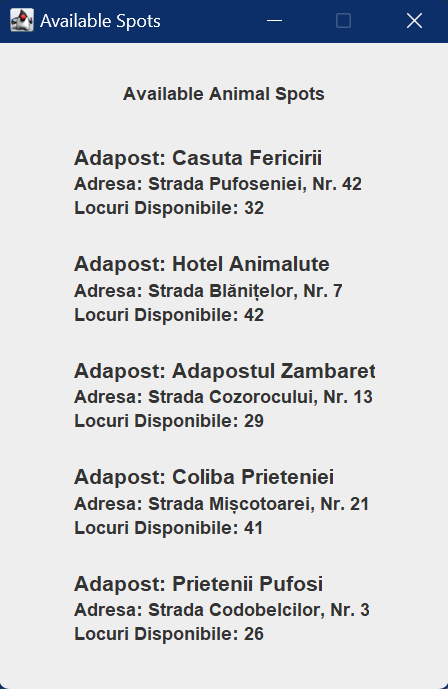 Available Spots
Available Animal Spots
Adapost: Casuta Fericirii
Adresa: Strada Pufoseniei, Nr. 42
Locuri Disponibile: 32
Adapost: Hotel Animalute
Adresa: Strada Blănițelor, Nr. 7
Locuri Disponibile: 42
Adapost: Adapostul Zambaret
Adresa: Strada Cozorocului, Nr. 13
Locuri Disponibile: 29
Adapost: Coliba Prieteniei
Adresa: Strada Mișcotoarei, Nr. 21
Locuri Disponibile: 41
Adapost: Prietenii Pufosi
Adresa: Strada Codobelcilor, Nr. 3
Locuri Disponibile: 26